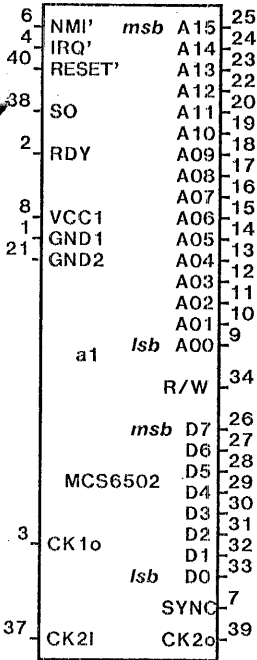 6 NMI' msb A15 25
4 IRQ' A14 24
40 RESET' A13 23
A12 22
38 SO A11 20
A10 19
2 RDY A09 18
A08 17
A07 16
8 VCC1 A06 15
1 GND1 A05 14
21 GND2 A04 13
A03 12
A02 11
A01 10
lsb A00 9
a1
R/W 34
msb D7 26
D6 27
D5 28
MCS6502 D4 29
D3 30
D2 31
3 CK1o D1 32
lsb D0 33
SYNC 7
37 CK2I CK2o 39